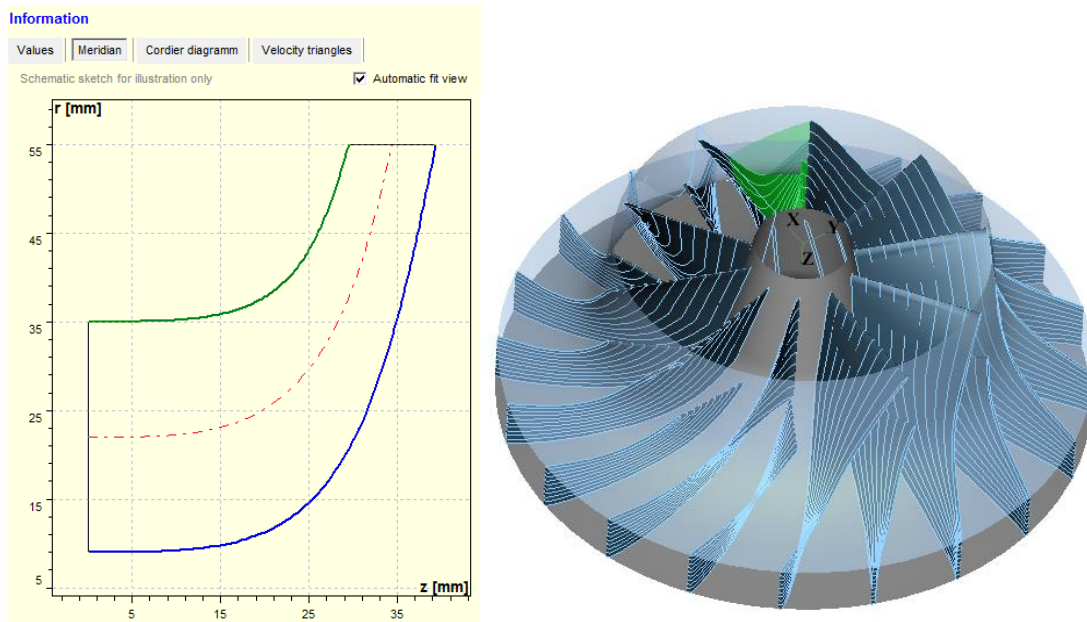 Information
Values Meridian Cordier diagramm Velocity triangles
Schematic sketch for illustration only Automatic fit view
r [mm]
55
45
35
25
15
5
z [mm]
5 15 25 35
X Y
Z